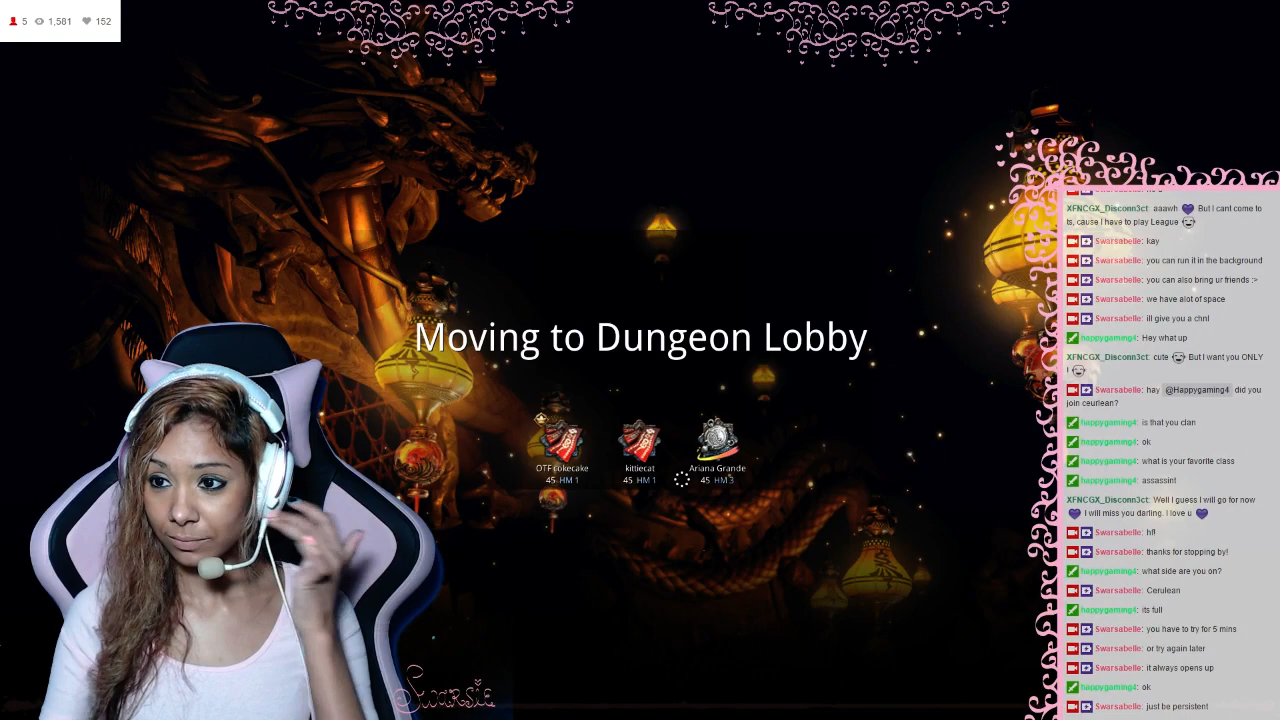 5 1,581 152
Moving to Dungeon Lobby
OTF cokecake kittiecat Ariana Grande
45 HM 1 45 HM 1 45 HM 3
Swarsie
XFNCGX_Disconn3ct: aaawh But I cant come to
ts, cause I have to play League
Swarsabelle: kay
Swarsabelle: you can run it in the background
Swarsabelle: you can also bring ur friends :>
Swarsabelle: we have alot of space
Swarsabelle: ill give you a chnl
happygaming4: Hey what up
XFNCGX_Disconn3ct: cute But I want you ONLY
!
Swarsabelle: hay @Happygaming4 did you
join ceurlean?
happygaming4: is that you clan
happygaming4: ok
happygaming4: what is your favorite class
happygaming4: assassint
XFNCGX_Disconn3ct: Well I guess I will go for now
I will miss you darling. I love u
Swarsabelle: hf!
Swarsabelle: thanks for stopping by!
happygaming4: what side are you on?
Swarsabelle: Cerulean
happygaming4: its full
Swarsabelle: you have to try for 5 mins
Swarsabelle: or try again later
Swarsabelle: it always opens up
happygaming4: ok
Swarsabelle: just be persistent